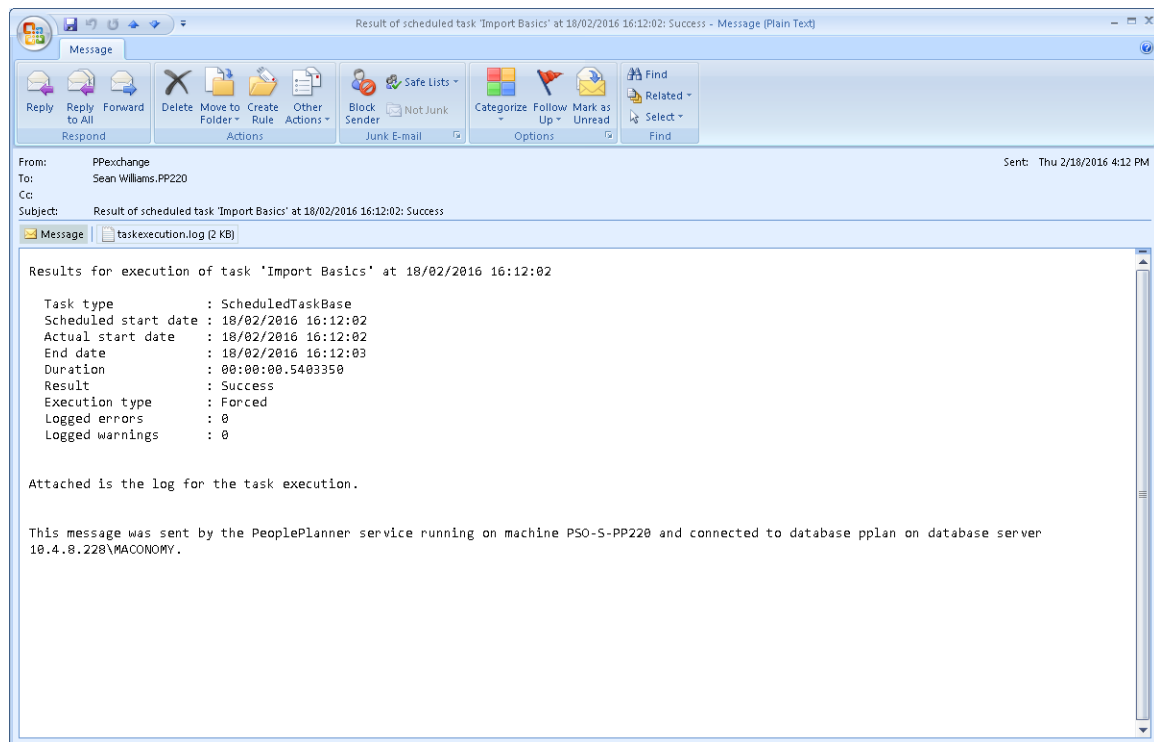 Result of scheduled task 'Import Basics' at 18/02/2016 16:12:02: Success - Message (Plain Text)
Message
Reply
Reply to All
Forward
Respond
Delete
Move to Folder
Create Rule
Other Actions
Actions
Block Sender
Safe Lists
Not Junk
Junk E-mail
Categorize
Follow Up
Mark as Unread
Options
Find
Related
Select
Find
From: PPexchange
Sent: Thu 2/18/2016 4:12 PM
To: Sean Williams.PP220
Cc:
Subject: Result of scheduled task 'Import Basics' at 18/02/2016 16:12:02: Success
Message
taskexecution.log (2 KB)
Results for execution of task 'Import Basics' at 18/02/2016 16:12:02
Task type : ScheduledTaskBase
Scheduled start date : 18/02/2016 16:12:02
Actual start date : 18/02/2016 16:12:02
End date : 18/02/2016 16:12:03
Duration : 00:00:00.5403350
Result : Success
Execution type : Forced
Logged errors : 0
Logged warnings : 0
Attached is the log for the task execution.
This message was sent by the PeoplePlanner service running on machine PSO-S-PP220 and connected to database pplan on database server
10.4.8.228\MACONOMY.